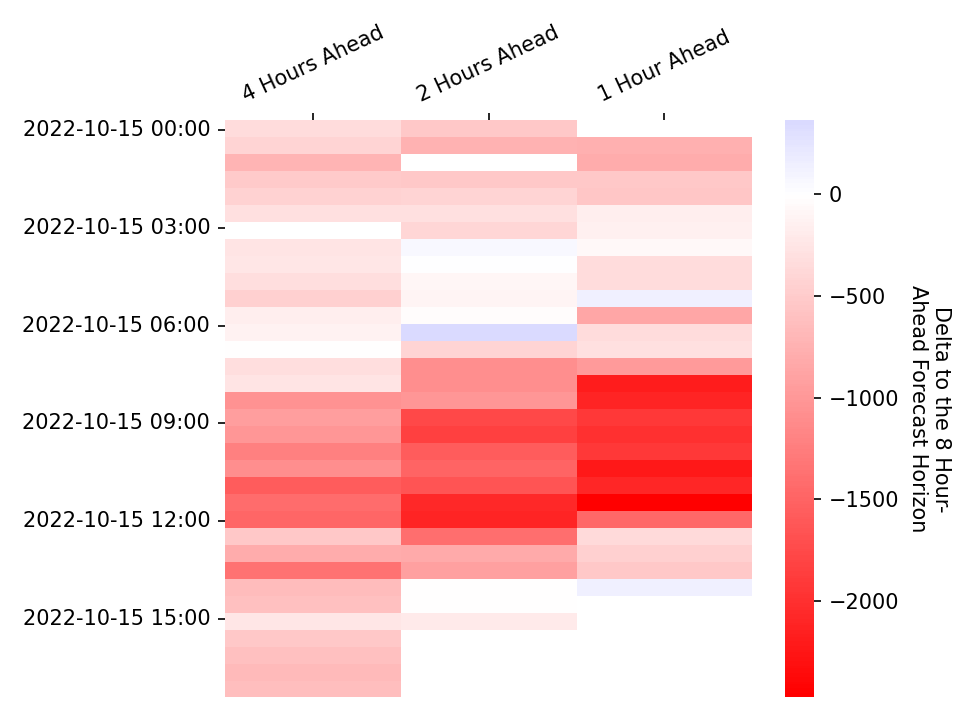 4 Hours Ahead
2 Hours Ahead
1 Hour Ahead
2022-10-15 00:00
2022-10-15 03:00
2022-10-15 06:00
2022-10-15 09:00
2022-10-15 12:00
2022-10-15 15:00
0
−500
−1000
−1500
−2000
Delta to the 8 Hour-
Ahead Forecast Horizon